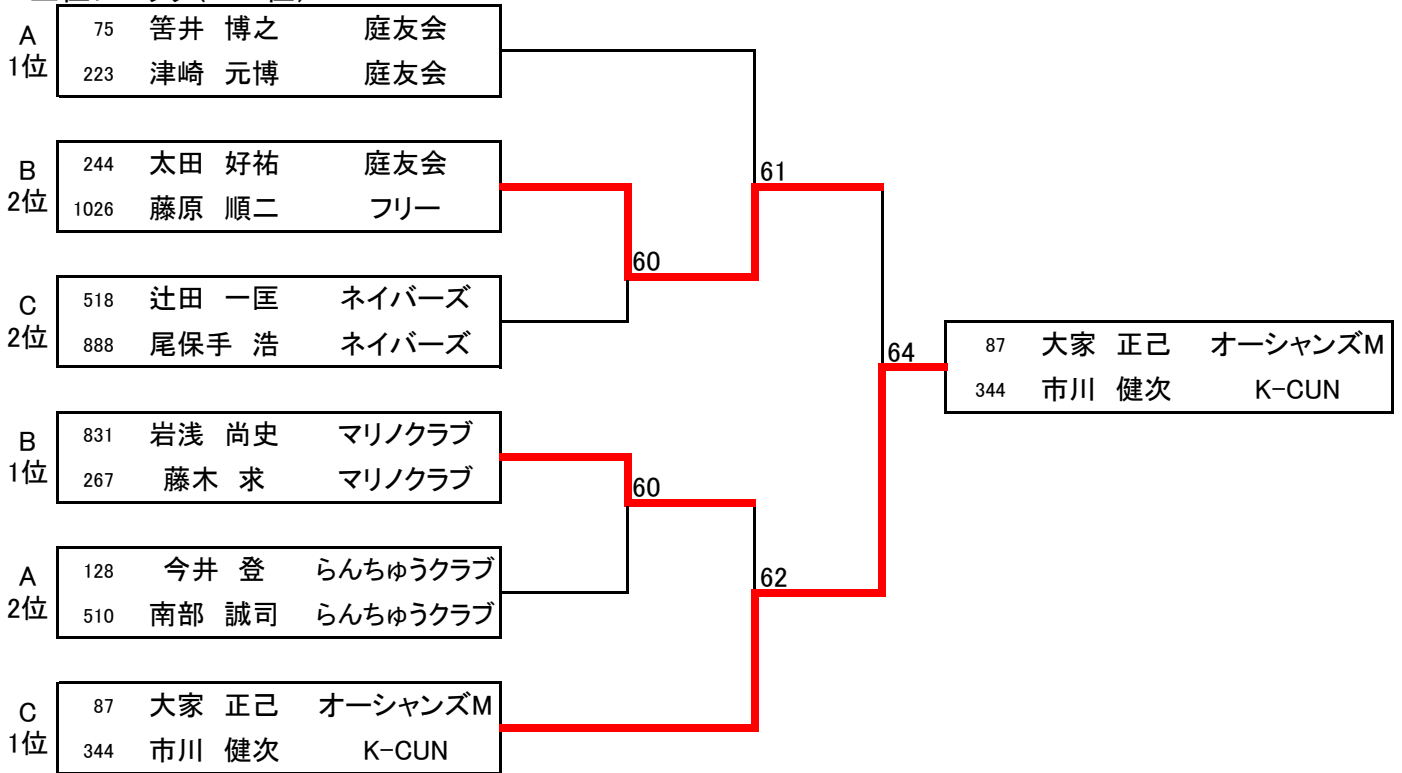 A
1位
75 筈井 博之 庭友会
223 津崎 元博 庭友会
B
2位
244 太田 好祐 庭友会
1026 藤原 順二 フリー
C
2位
518 辻田 一匡 ネイバーズ
888 尾保手 浩 ネイバーズ
B
1位
831 岩浅 尚史 マリノクラブ
267 藤木 求 マリノクラブ
A
2位
128 今井 登 らんちゅうクラブ
510 南部 誠司 らんちゅうクラブ
C
1位
87 大家 正己 オーシャンズM
344 市川 健次 K-CUN
60
61
60
62
64
87 大家 正己 オーシャンズM
344 市川 健次 K-CUN